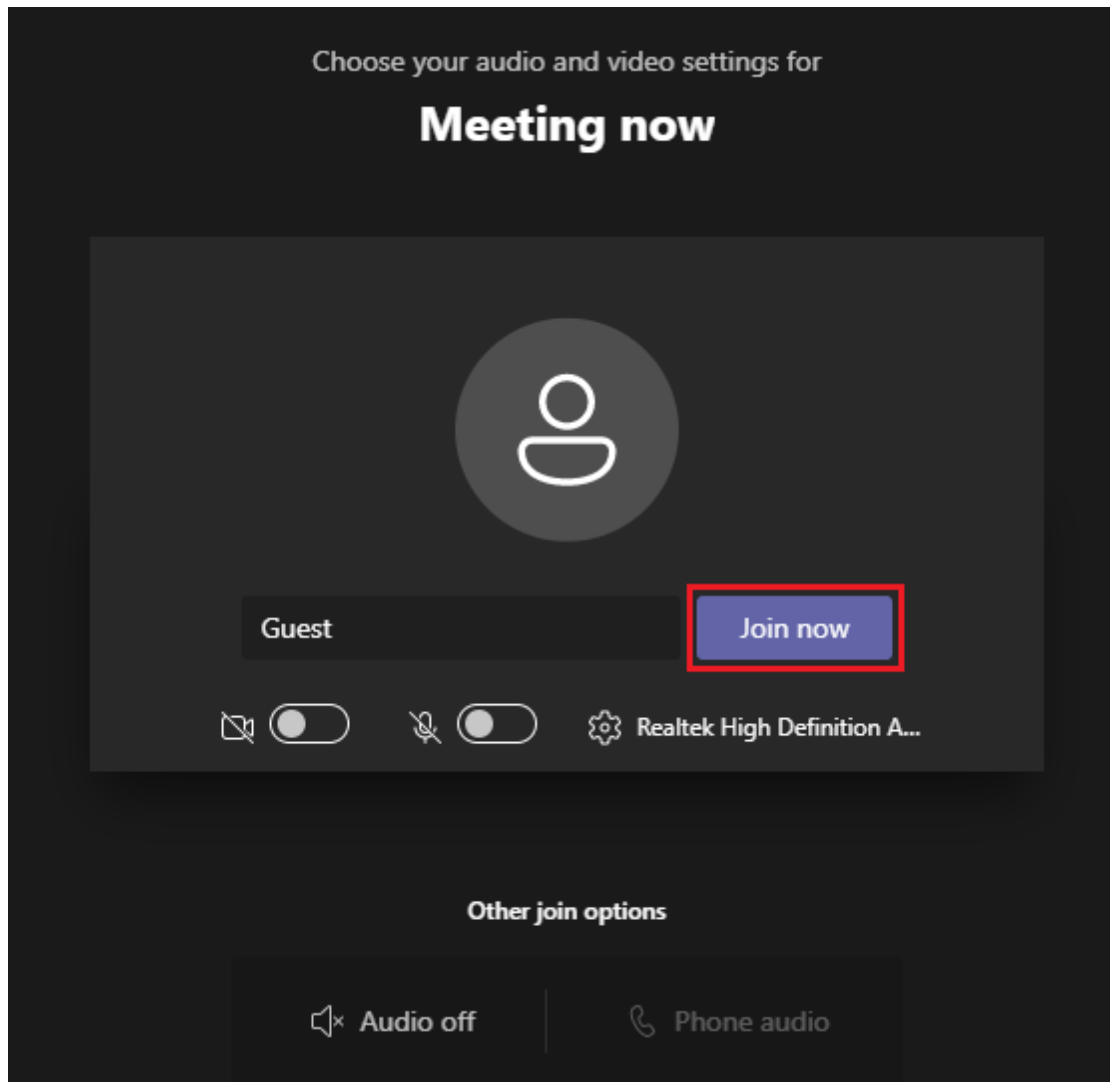 Choose your audio and video settings for
Meeting now
Guest
Join now
Realtek High Definition A...
Other join options
Audio off
Phone audio